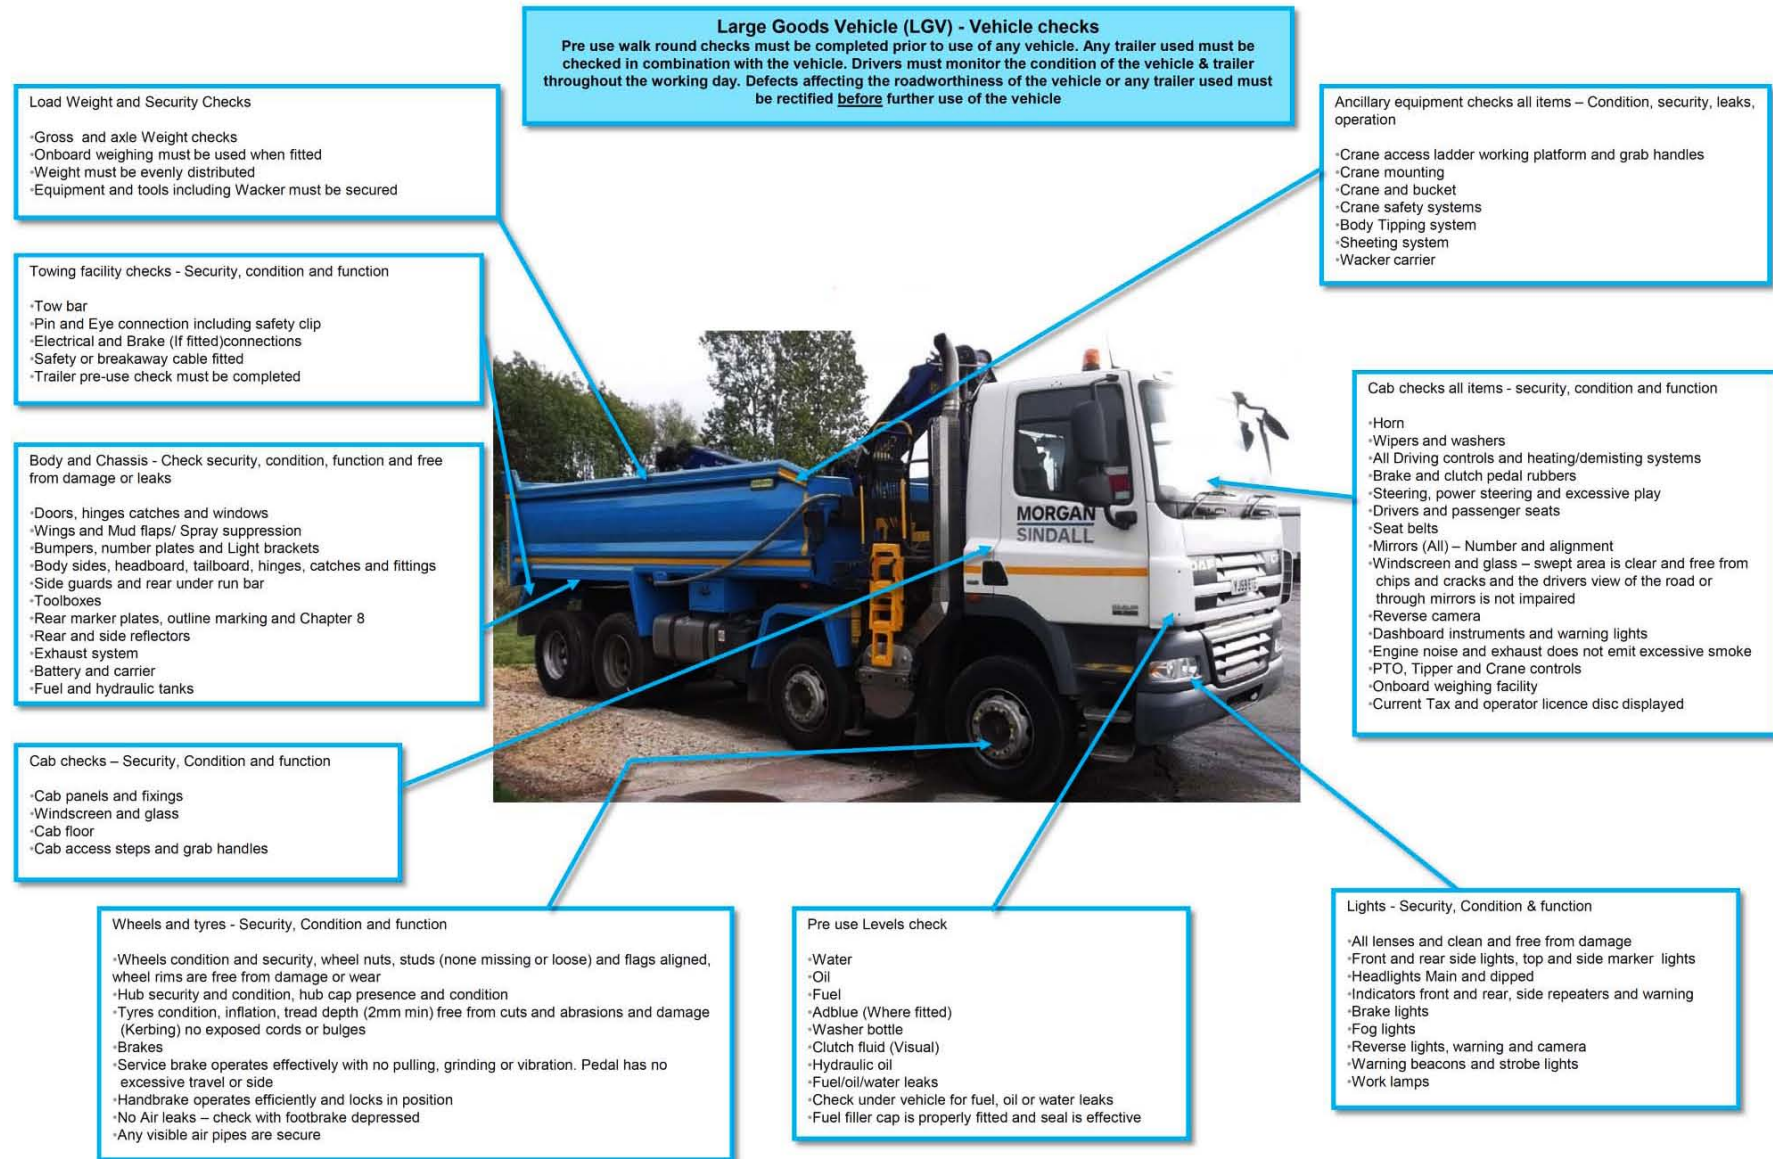 Large Goods Vehicle (LGV) - Vehicle checks
Pre use walk round checks must be completed prior to use of any vehicle. Any trailer used must be
checked in combination with the vehicle. Drivers must monitor the condition of the vehicle & trailer
throughout the working day. Defects affecting the roadworthiness of the vehicle or any trailer used must
be rectified before further use of the vehicle
Load Weight and Security Checks
•Gross and axle Weight checks
•Onboard weighing must be used when fitted
•Weight must be evenly distributed
•Equipment and tools including Wacker must be secured
Towing facility checks - Security, condition and function
•Tow bar
•Pin and Eye connection including safety clip
•Electrical and Brake (If fitted)connections
•Safety or breakaway cable fitted
•Trailer pre-use check must be completed
Body and Chassis - Check security, condition, function and free
from damage or leaks
•Doors, hinges catches and windows
•Wings and Mud flaps/ Spray suppression
•Bumpers, number plates and Light brackets
•Body sides, headboard, tailboard, hinges, catches and fittings
•Side guards and rear under run bar
•Toolboxes
•Rear marker plates, outline marking and Chapter 8
•Rear and side reflectors
•Exhaust system
•Battery and carrier
•Fuel and hydraulic tanks
Cab checks – Security, Condition and function
•Cab panels and fixings
•Windscreen and glass
•Cab floor
•Cab access steps and grab handles
Wheels and tyres - Security, Condition and function
•Wheels condition and security, wheel nuts, studs (none missing or loose) and flags aligned,
wheel rims are free from damage or wear
•Hub security and condition, hub cap presence and condition
•Tyres condition, inflation, tread depth (2mm min) free from cuts and abrasions and damage
(Kerbing) no exposed cords or bulges
•Brakes
•Service brake operates effectively with no pulling, grinding or vibration. Pedal has no
excessive travel or side
•Handbrake operates efficiently and locks in position
•No Air leaks – check with footbrake depressed
•Any visible air pipes are secure
Pre use Levels check
•Water
•Oil
•Fuel
•Adblue (Where fitted)
•Washer bottle
•Clutch fluid (Visual)
•Hydraulic oil
•Fuel/oil/water leaks
•Check under vehicle for fuel, oil or water leaks
•Fuel filler cap is properly fitted and seal is effective
Ancillary equipment checks all items – Condition, security, leaks,
operation
•Crane access ladder working platform and grab handles
•Crane mounting
•Crane and bucket
•Crane safety systems
•Body Tipping system
•Sheeting system
•Wacker carrier
Cab checks all items - security, condition and function
•Horn
•Wipers and washers
•All Driving controls and heating/demisting systems
•Brake and clutch pedal rubbers
•Steering, power steering and excessive play
•Drivers and passenger seats
•Seat belts
•Mirrors (All) – Number and alignment
•Windscreen and glass – swept area is clear and free from
chips and cracks and the drivers view of the road or
through mirrors is not impaired
•Reverse camera
•Dashboard instruments and warning lights
•Engine noise and exhaust does not emit excessive smoke
•PTO, Tipper and Crane controls
•Onboard weighing facility
•Current Tax and operator licence disc displayed
Lights - Security, Condition & function
•All lenses and clean and free from damage
•Front and rear side lights, top and side marker lights
•Headlights Main and dipped
•Indicators front and rear, side repeaters and warning
•Brake lights
•Fog lights
•Reverse lights, warning and camera
•Warning beacons and strobe lights
•Work lamps
MORGAN
SINDALL